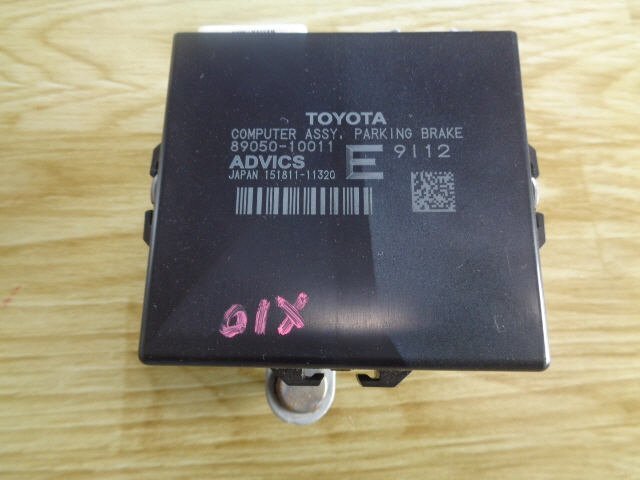 TOYOTA
COMPUTER ASSY, PARKING BRAKE
89050-10011
ADVICS E 9112
JAPAN 151811-11320
01X